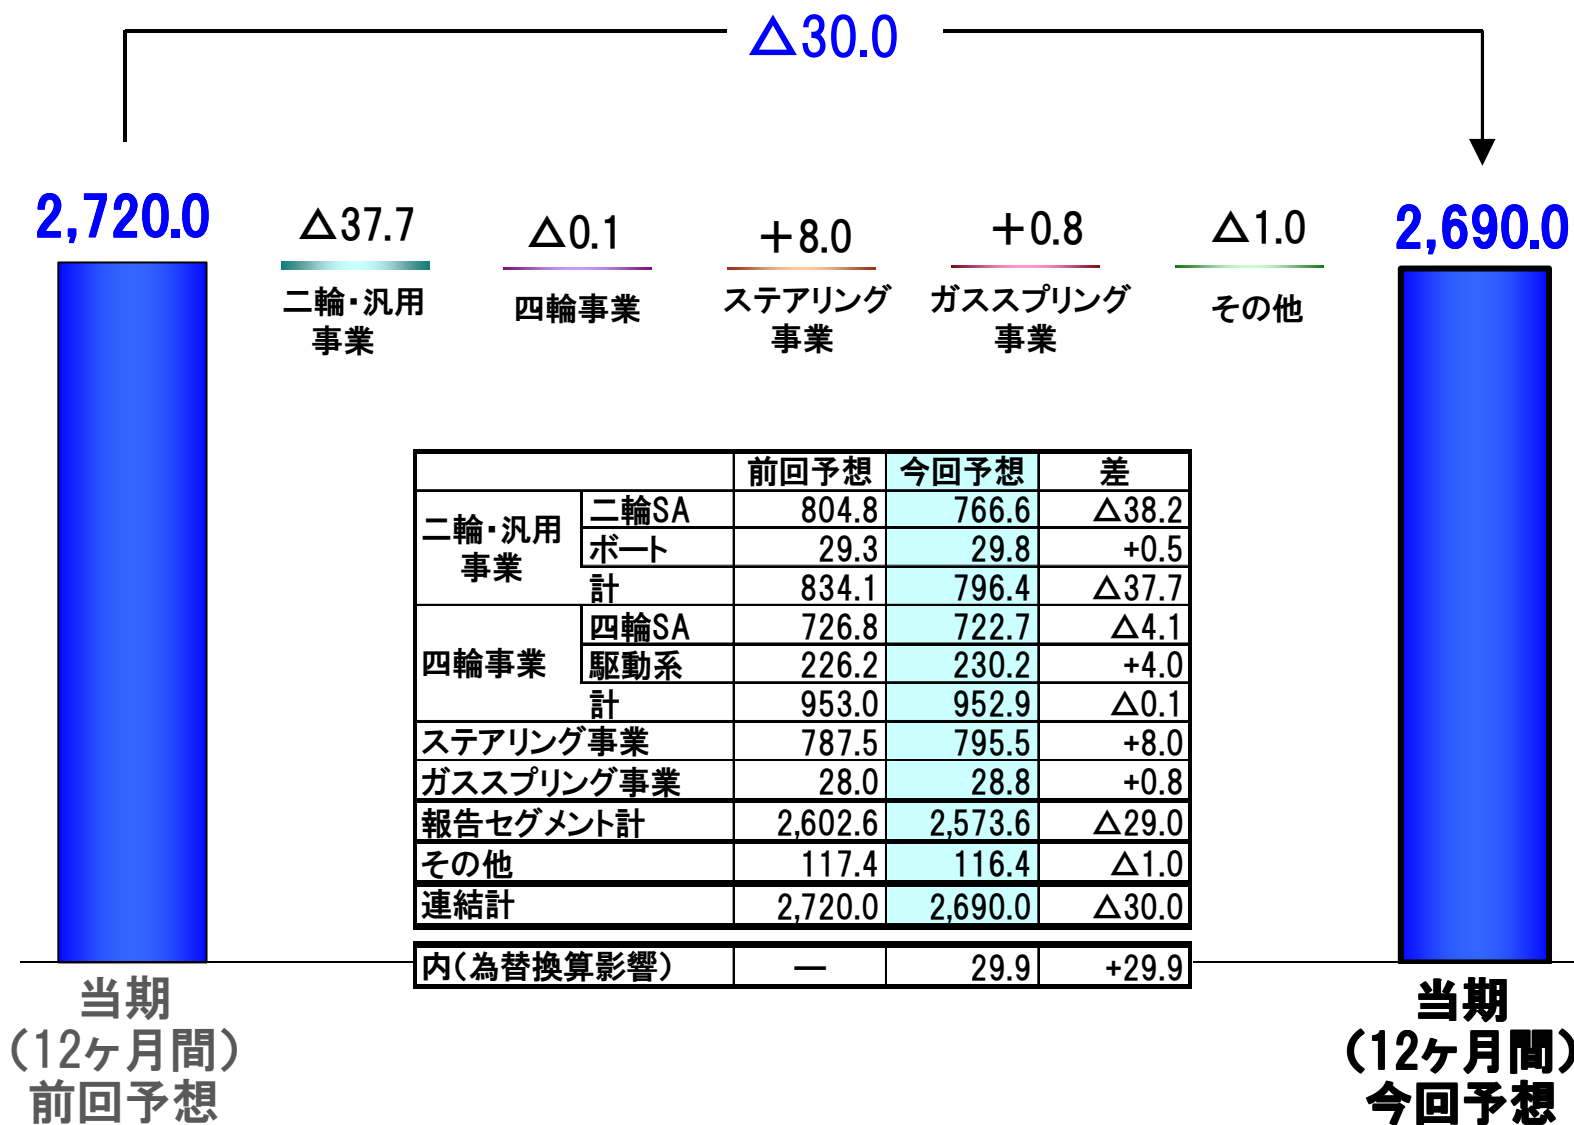 △30.0
2,720.0
△37.7
△0.1
+8.0
+0.8
△1.0
2,690.0
二輪・汎用
事業
四輪事業
ステアリング
事業
ガススプリング
事業
その他
前回予想 今回予想 差
二輪・汎用
事業
二輪SA 804.8 766.6 △38.2
ボート 29.3 29.8 +0.5
計 834.1 796.4 △37.7
四輪事業
四輪SA 726.8 722.7 △4.1
駆動系 226.2 230.2 +4.0
計 953.0 952.9 △0.1
ステアリング事業 787.5 795.5 +8.0
ガススプリング事業 28.0 28.8 +0.8
報告セグメント計 2,602.6 2,573.6 △29.0
その他 117.4 116.4 △1.0
連結計 2,720.0 2,690.0 △30.0
内(為替換算影響) ― 29.9 +29.9
当期
(12ヶ月間)
前回予想
当期
(12ヶ月間)
今回予想